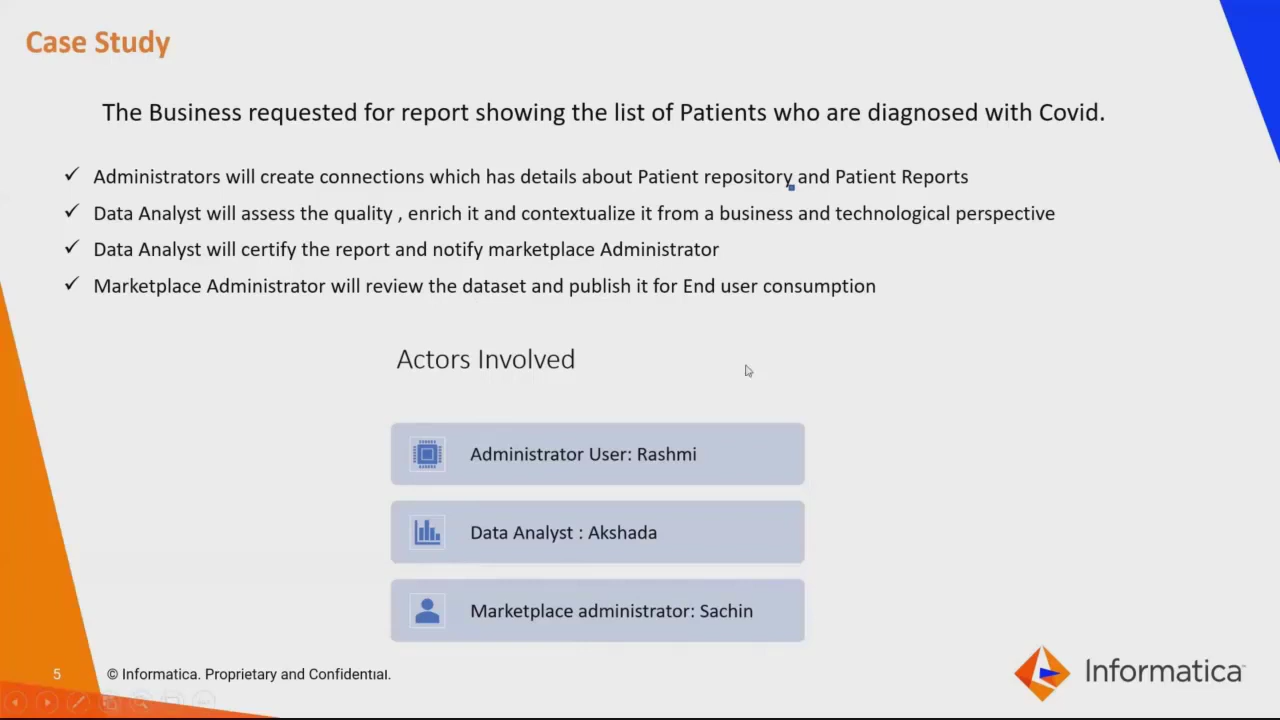 Case Study
The Business requested for report showing the list of Patients who are diagnosed with Covid.
✓ Administrators will create connections which has details about Patient repository and Patient Reports
✓ Data Analyst will assess the quality , enrich it and contextualize it from a business and technological perspective
✓ Data Analyst will certify the report and notify marketplace Administrator
✓ Marketplace Administrator will review the dataset and publish it for End user consumption
Actors Involved
Administrator User: Rashmi
Data Analyst : Akshada
Marketplace administrator: Sachin
5 © Informatica. Proprietary and Confidential.
Informatica